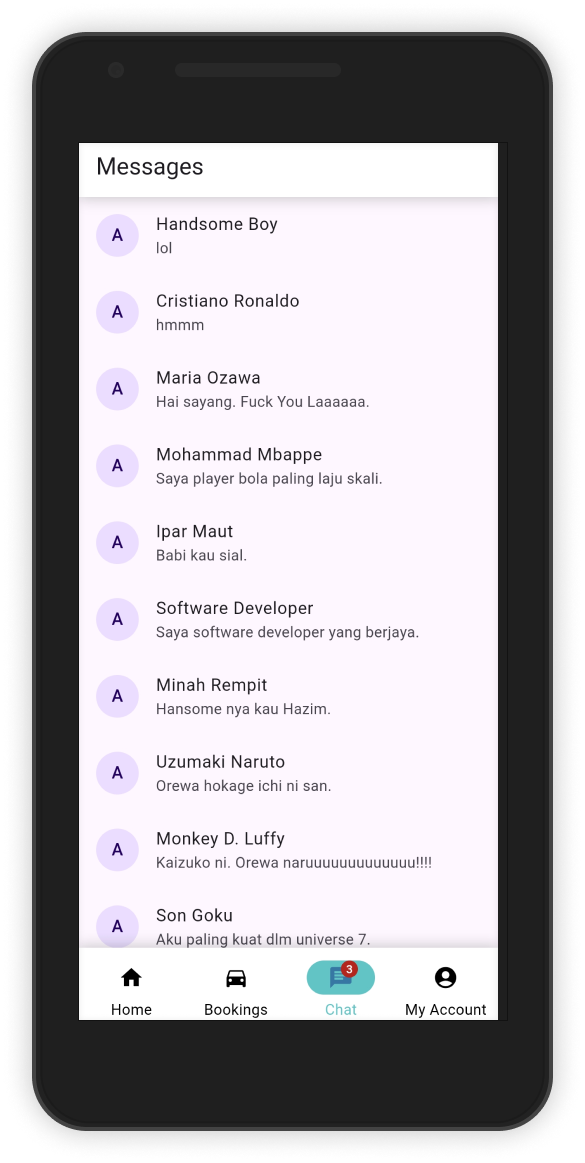 Messages
A
Handsome Boy
lol
A
Cristiano Ronaldo
hmmm
A
Maria Ozawa
Hai sayang. Fuck You Laaaaaa.
A
Mohammad Mbappe
Saya player bola paling laju skali.
A
Ipar Maut
Babi kau sial.
A
Software Developer
Saya software developer yang berjaya.
A
Minah Rempit
Hansome nya kau Hazim.
A
Uzumaki Naruto
Orewa hokage ichi ni san.
A
Monkey D. Luffy
Kaizuko ni. Orewa naruuuuuuuuuuuuu!!!!
A
Son Goku
Aku paling kuat dlm universe 7.
3
Home Bookings Chat My Account